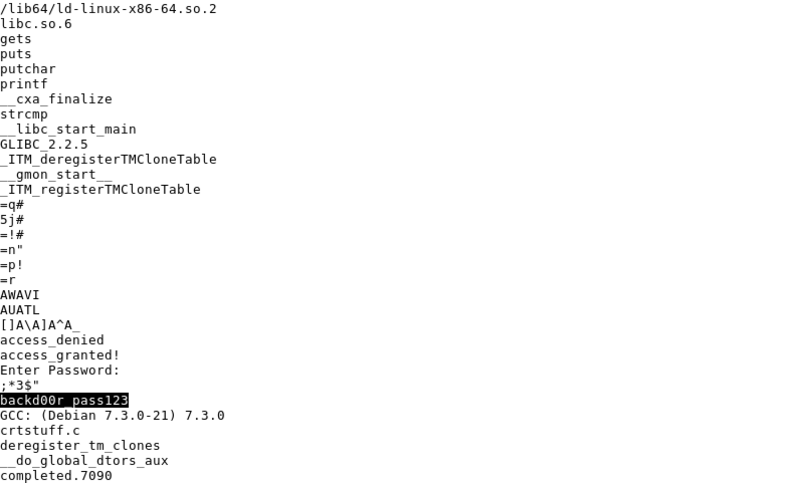 /lib64/ld-linux-x86-64.so.2
libc.so.6
gets
puts
putchar
printf
__cxa_finalize
strcmp
__libc_start_main
GLIBC_2.2.5
_ITM_deregisterTMCloneTable
__gmon_start__
_ITM_registerTMCloneTable
=q#
5j#
=!#
=n"
=p!
=r
AWAVI
AUATL
[]A\A]A^A_
access_denied
access_granted!
Enter Password:
;*3$"
backd00r_pass123
GCC: (Debian 7.3.0-21) 7.3.0
crtstuff.c
deregister_tm_clones
__do_global_dtors_aux
completed.7090